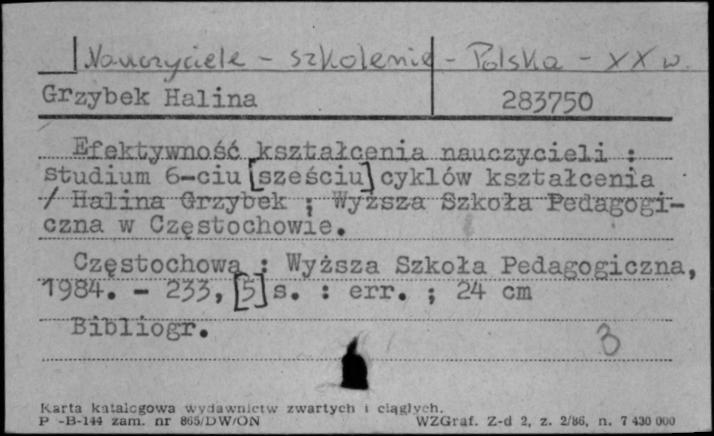 Nauczyciele - szkolenie - Polska - XX w.
Grzybek Halina 283750
Efektywność kształcenia nauczycieli :
studium 6-ciu [sześciu] cyklów kształcenia
/ Halina Grzybek ; Wyższa Szkoła Pedagogi-
czna w Częstochowie.
Częstochowa : Wyższa Szkoła Pedagogiczna,
1984. - 233, [5] s. : err. ; 24 cm
Bibliogr.
3
Karta katalogowa wydawnictw zwartych i ciągłych.
P -B-144 zam. nr 865/DW/ON WZGraf. Z-d 2, z. 2/86, n. 7 430 000